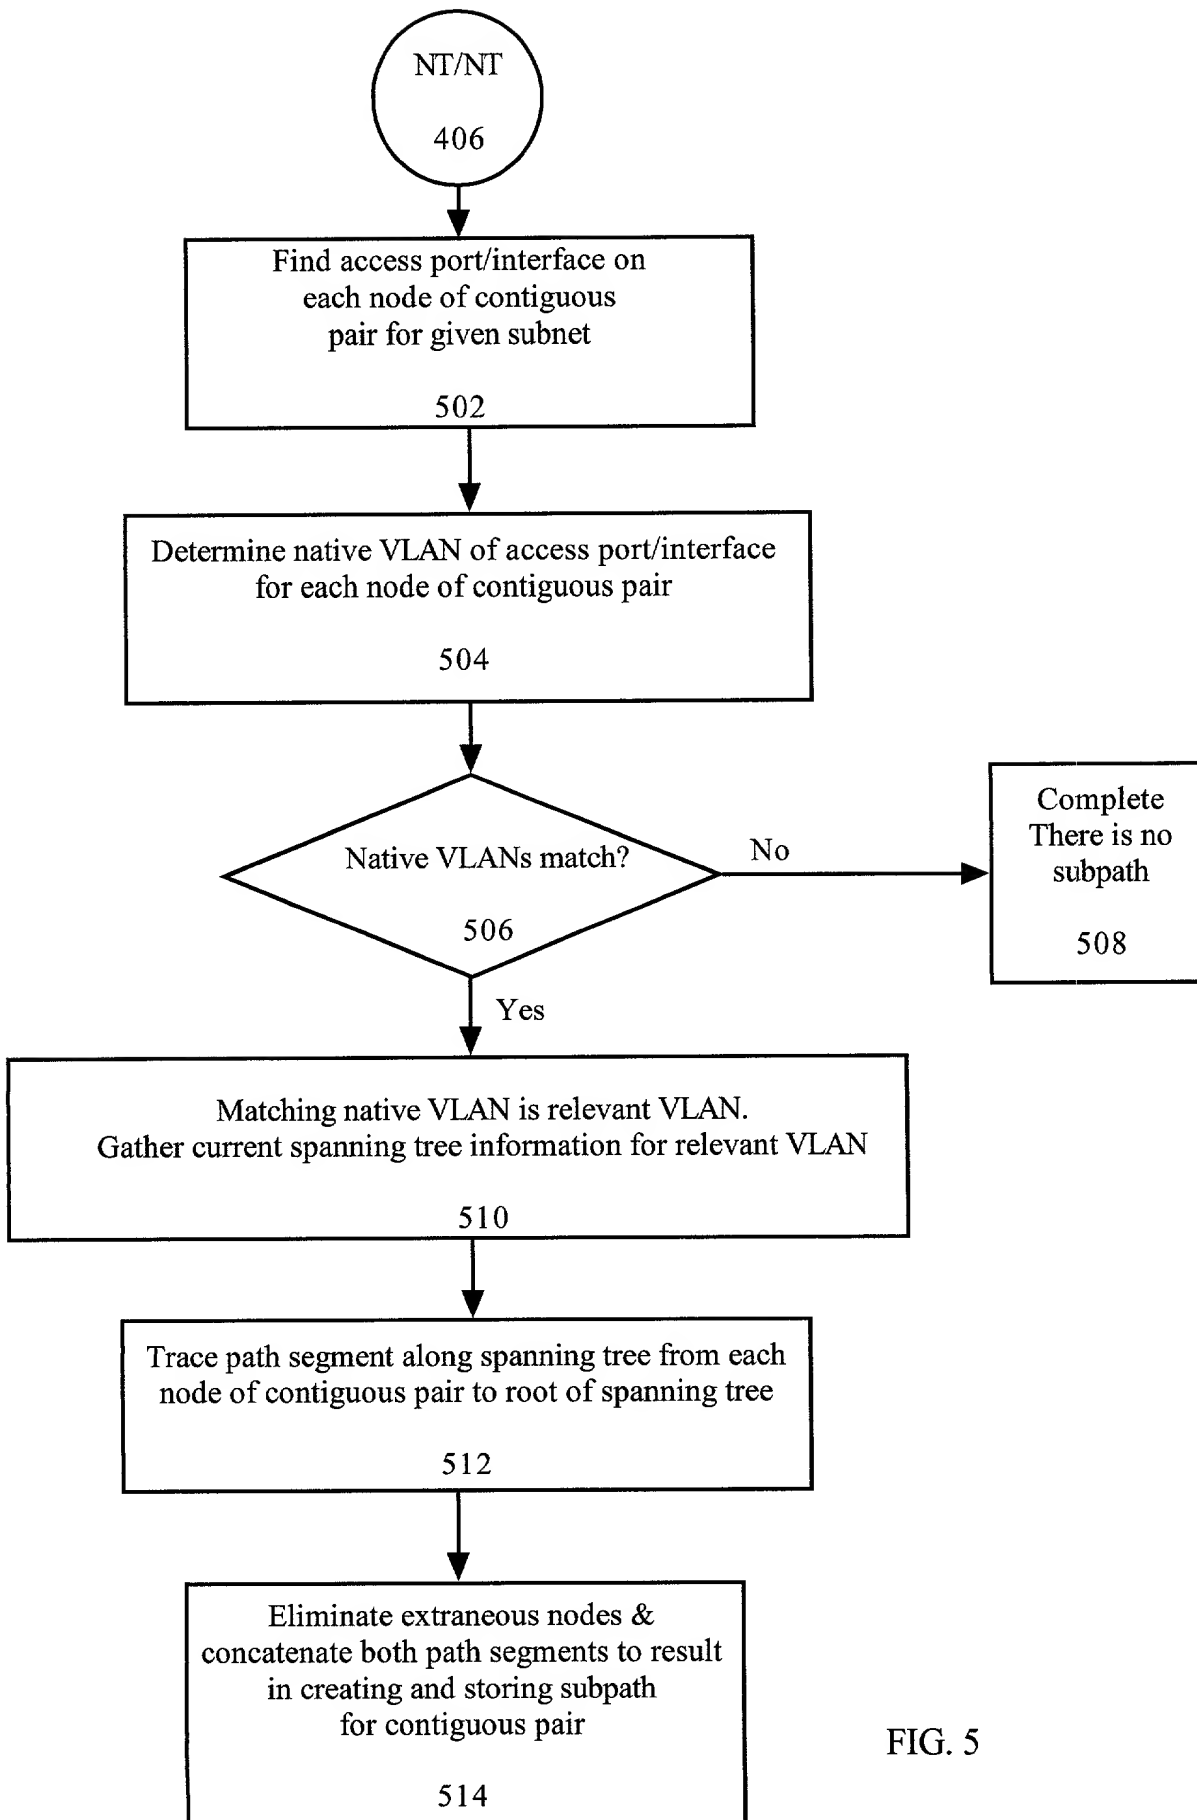 NT/NT
406
Find access port/interface on
each node of contiguous
pair for given subnet
502
Determine native VLAN of access port/interface
for each node of contiguous pair
504
Native VLANs match?
506
No
Complete
There is no
subpath
508
Yes
Matching native VLAN is relevant VLAN.
Gather current spanning tree information for relevant VLAN
510
Trace path segment along spanning tree from each
node of contiguous pair to root of spanning tree
512
Eliminate extraneous nodes &
concatenate both path segments to result
in creating and storing subpath
for contiguous pair
514
FIG. 5